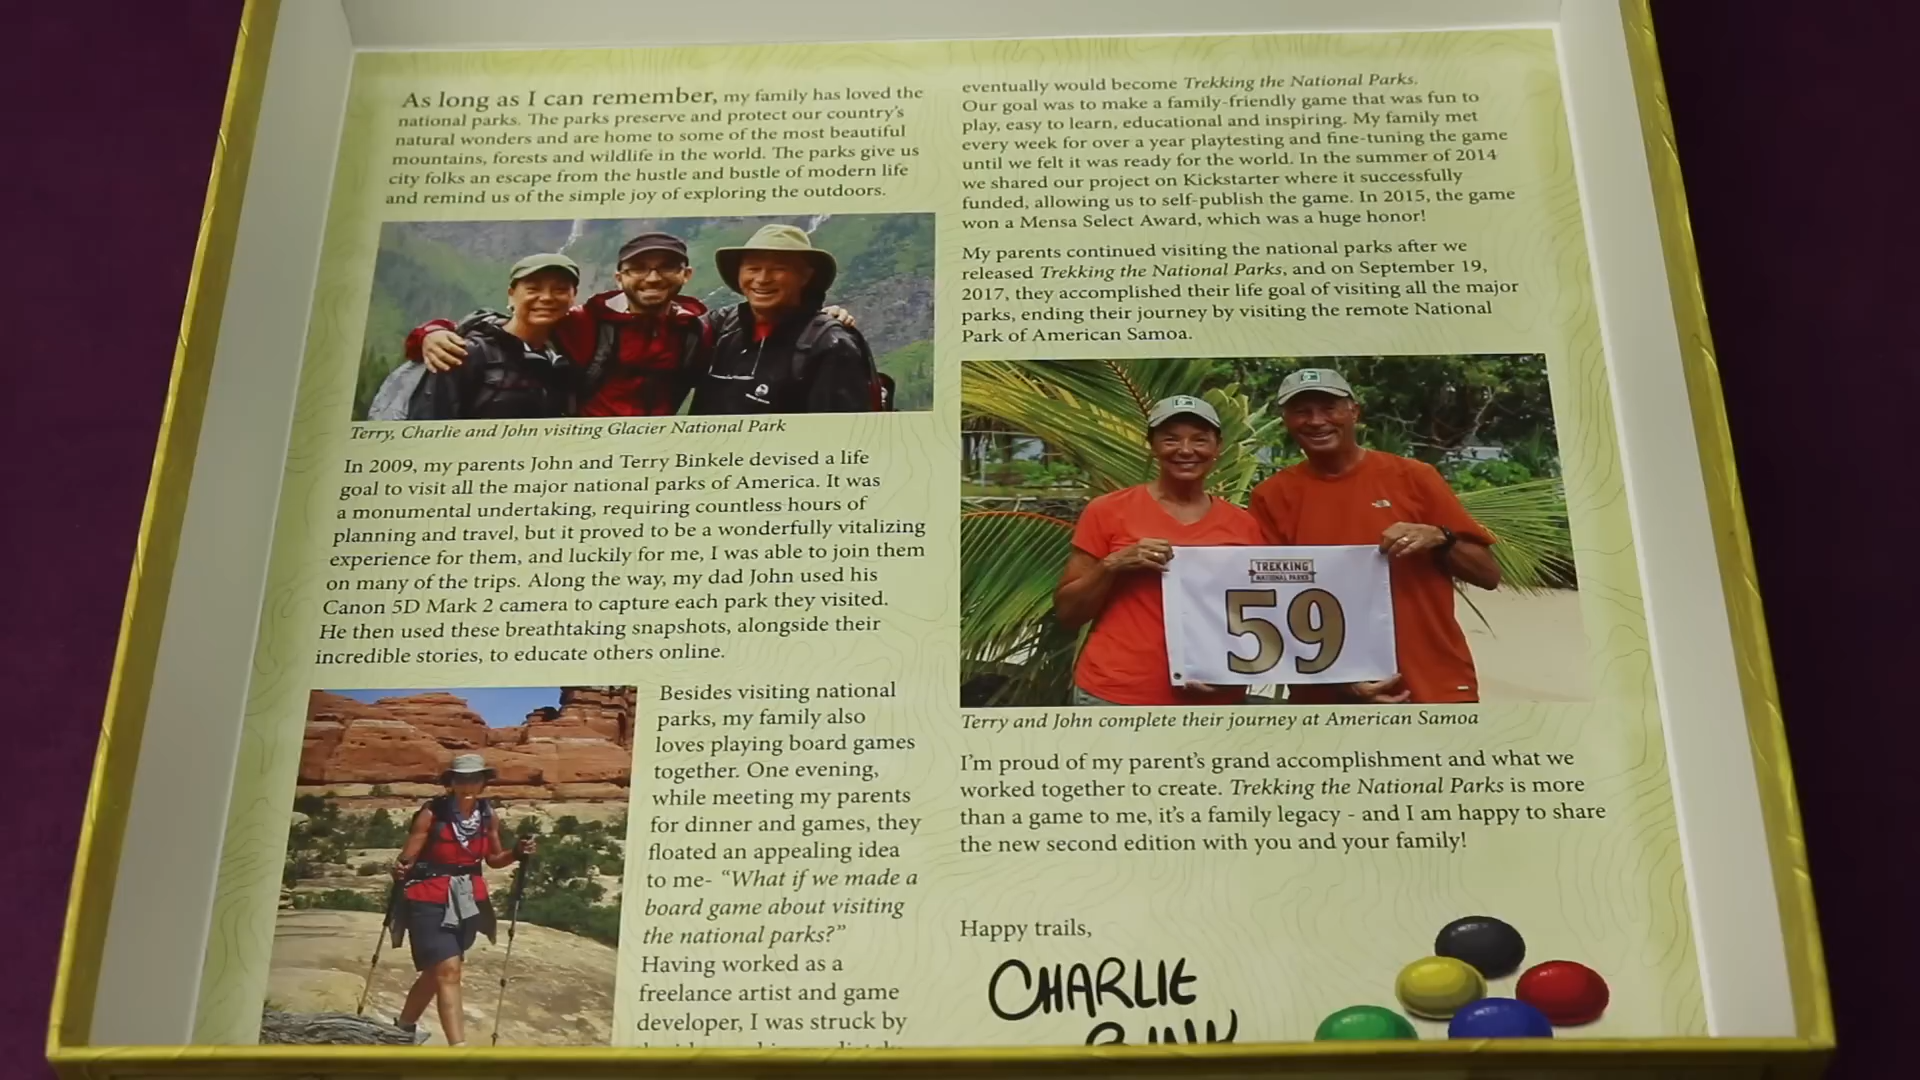 As long as I can remember, my family has loved the
national parks. The parks preserve and protect our country's
natural wonders and are home to some of the most beautiful
mountains, forests and wildlife in the world. The parks give us
city folks an escape from the hustle and bustle of modern life
and remind us of the simple joy of exploring the outdoors.
Terry, Charlie and John visiting Glacier National Park
In 2009, my parents John and Terry Binkele devised a life
goal to visit all the major national parks of America. It was
a monumental undertaking, requiring countless hours of
planning and travel, but it proved to be a wonderfully vitalizing
experience for them, and luckily for me, I was able to join them
on many of the trips. Along the way, my dad John used his
Canon 5D Mark 2 camera to capture each park they visited.
He then used these breathtaking snapshots, alongside their
incredible stories, to educate others online.
Besides visiting national
parks, my family also
loves playing board games
together. One evening,
while meeting my parents
for dinner and games, they
floated an appealing idea
to me- “What if we made a
board game about visiting
the national parks?”
Having worked as a
freelance artist and game
developer, I was struck by
eventually would become Trekking the National Parks.
Our goal was to make a family-friendly game that was fun to
play, easy to learn, educational and inspiring. My family met
every week for over a year playtesting and fine-tuning the game
until we felt it was ready for the world. In the summer of 2014
we shared our project on Kickstarter where it successfully
funded, allowing us to self-publish the game. In 2015, the game
won a Mensa Select Award, which was a huge honor!
My parents continued visiting the national parks after we
released Trekking the National Parks, and on September 19,
2017, they accomplished their life goal of visiting all the major
parks, ending their journey by visiting the remote National
Park of American Samoa.
TREKKING
NATIONAL PARKS
59
Terry and John complete their journey at American Samoa
I'm proud of my parent's grand accomplishment and what we
worked together to create. Trekking the National Parks is more
than a game to me, it's a family legacy - and I am happy to share
the new second edition with you and your family!
Happy trails,
CHARLIE
BINK